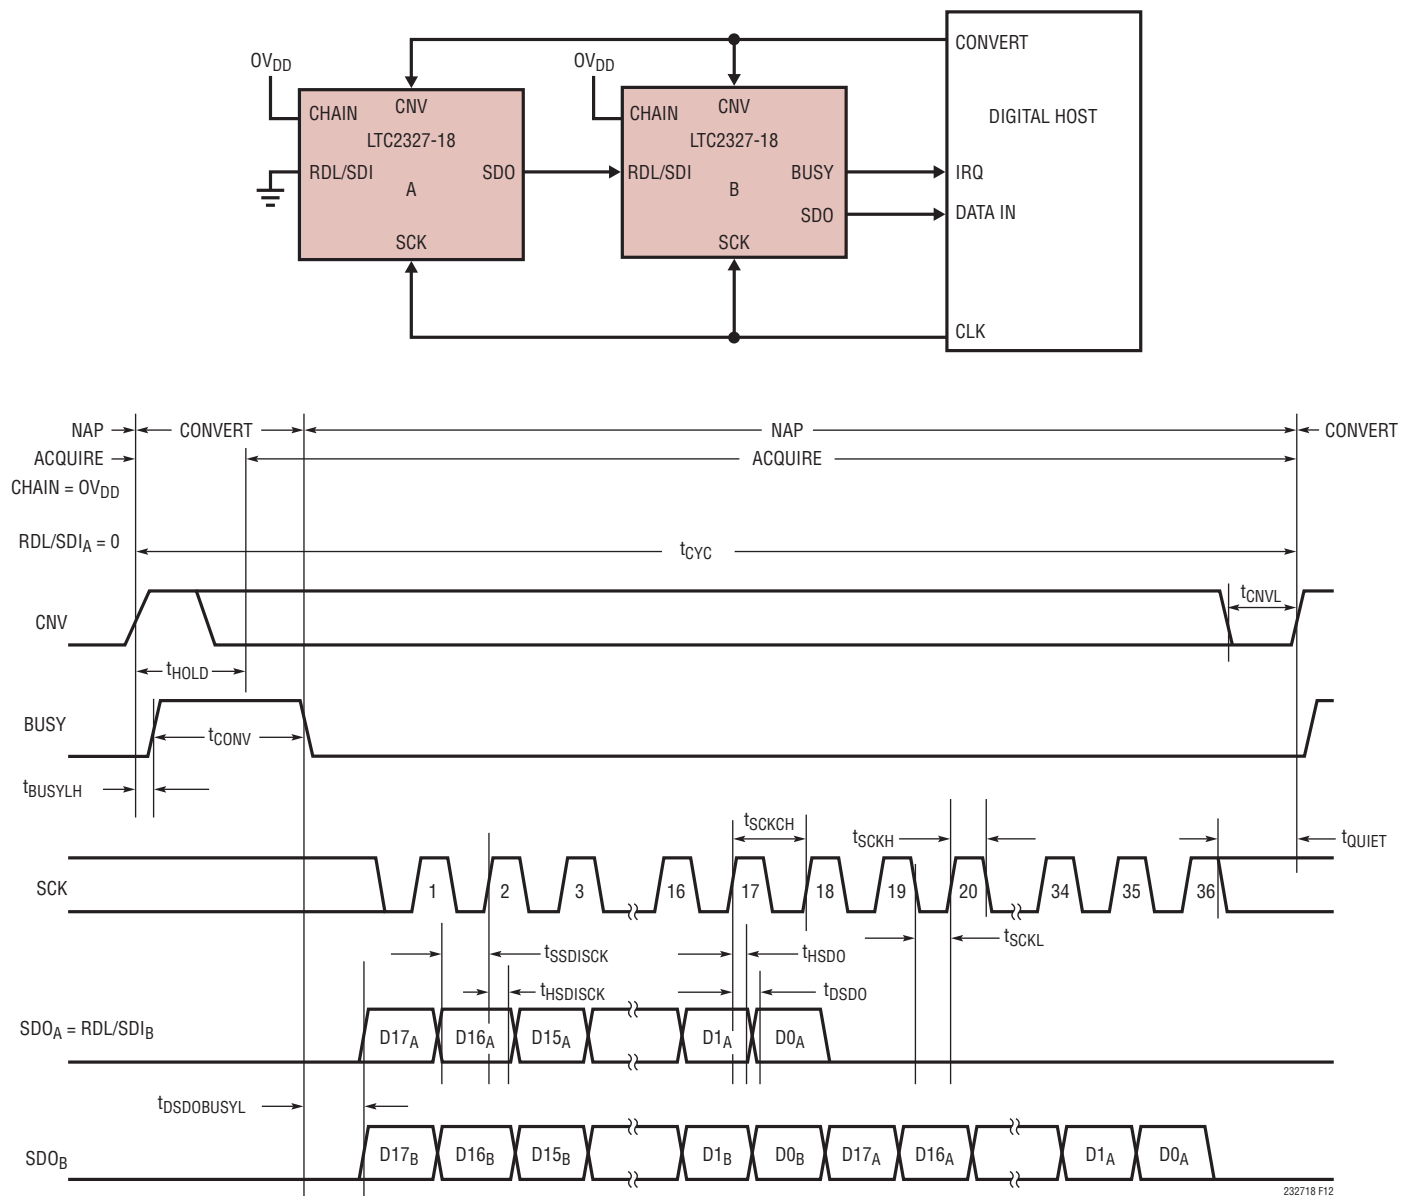 CONVERT
OVDD
OVDD
CHAIN
CNV
CHAIN
CNV
DIGITAL HOST
LTC2327-18
LTC2327-18
RDL/SDI
SDO
RDL/SDI
BUSY
IRQ
A
B
SDO
DATA IN
SCK
SCK
CLK
NAP
CONVERT
NAP
CONVERT
ACQUIRE
ACQUIRE
CHAIN = OVDD
RDL/SDIA = 0
tCYC
tCNVL
CNV
tHOLD
BUSY
tCONV
tBUSYLH
tSCKCH
tSCKH
tQUIET
SCK
1 2 3 16 17 18 19 20 34 35 36
tSSDISCK
tHSDO
tSCKL
tHSDISCK
tDSDO
SDOA = RDL/SDIB
D17A D16A D15A D1A D0A
tDSDOBUSYL
SDOB
D17B D16B D15B D1B D0B D17A D16A D1A D0A
232718 F12